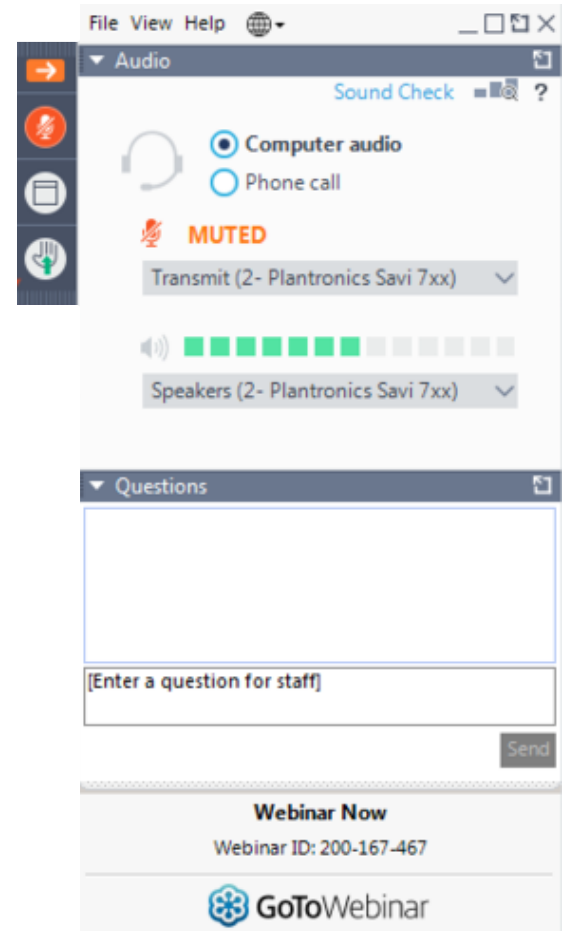 File View Help
Audio
Sound Check ?
Computer audio
Phone call
MUTED
Transmit (2- Plantronics Savi 7xx)
Speakers (2- Plantronics Savi 7xx)
Questions
[Enter a question for staff]
Send
Webinar Now
Webinar ID: 200-167-467
GoToWebinar